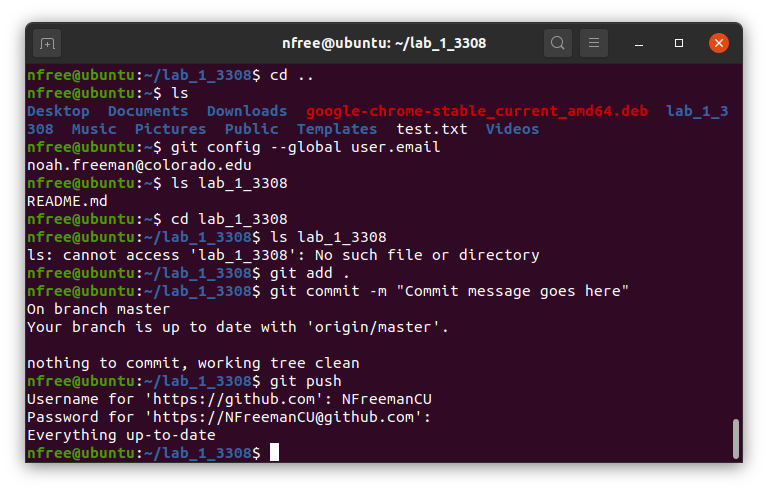 nfree@ubuntu: ~/lab_1_3308
nfree@ubuntu:~/lab_1_3308$ cd ..
nfree@ubuntu:~$ ls
Desktop  Documents  Downloads  google-chrome-stable_current_amd64.deb  lab_1_3
308  Music  Pictures  Public  Templates  test.txt  Videos
nfree@ubuntu:~$ git config --global user.email
noah.freeman@colorado.edu
nfree@ubuntu:~$ ls lab_1_3308
README.md
nfree@ubuntu:~$ cd lab_1_3308
nfree@ubuntu:~/lab_1_3308$ ls lab_1_3308
ls: cannot access 'lab_1_3308': No such file or directory
nfree@ubuntu:~/lab_1_3308$ git add .
nfree@ubuntu:~/lab_1_3308$ git commit -m "Commit message goes here"
On branch master
Your branch is up to date with 'origin/master'.

nothing to commit, working tree clean
nfree@ubuntu:~/lab_1_3308$ git push
Username for 'https://github.com': NFreemanCU
Password for 'https://NFreemanCU@github.com':
Everything up-to-date
nfree@ubuntu:~/lab_1_3308$